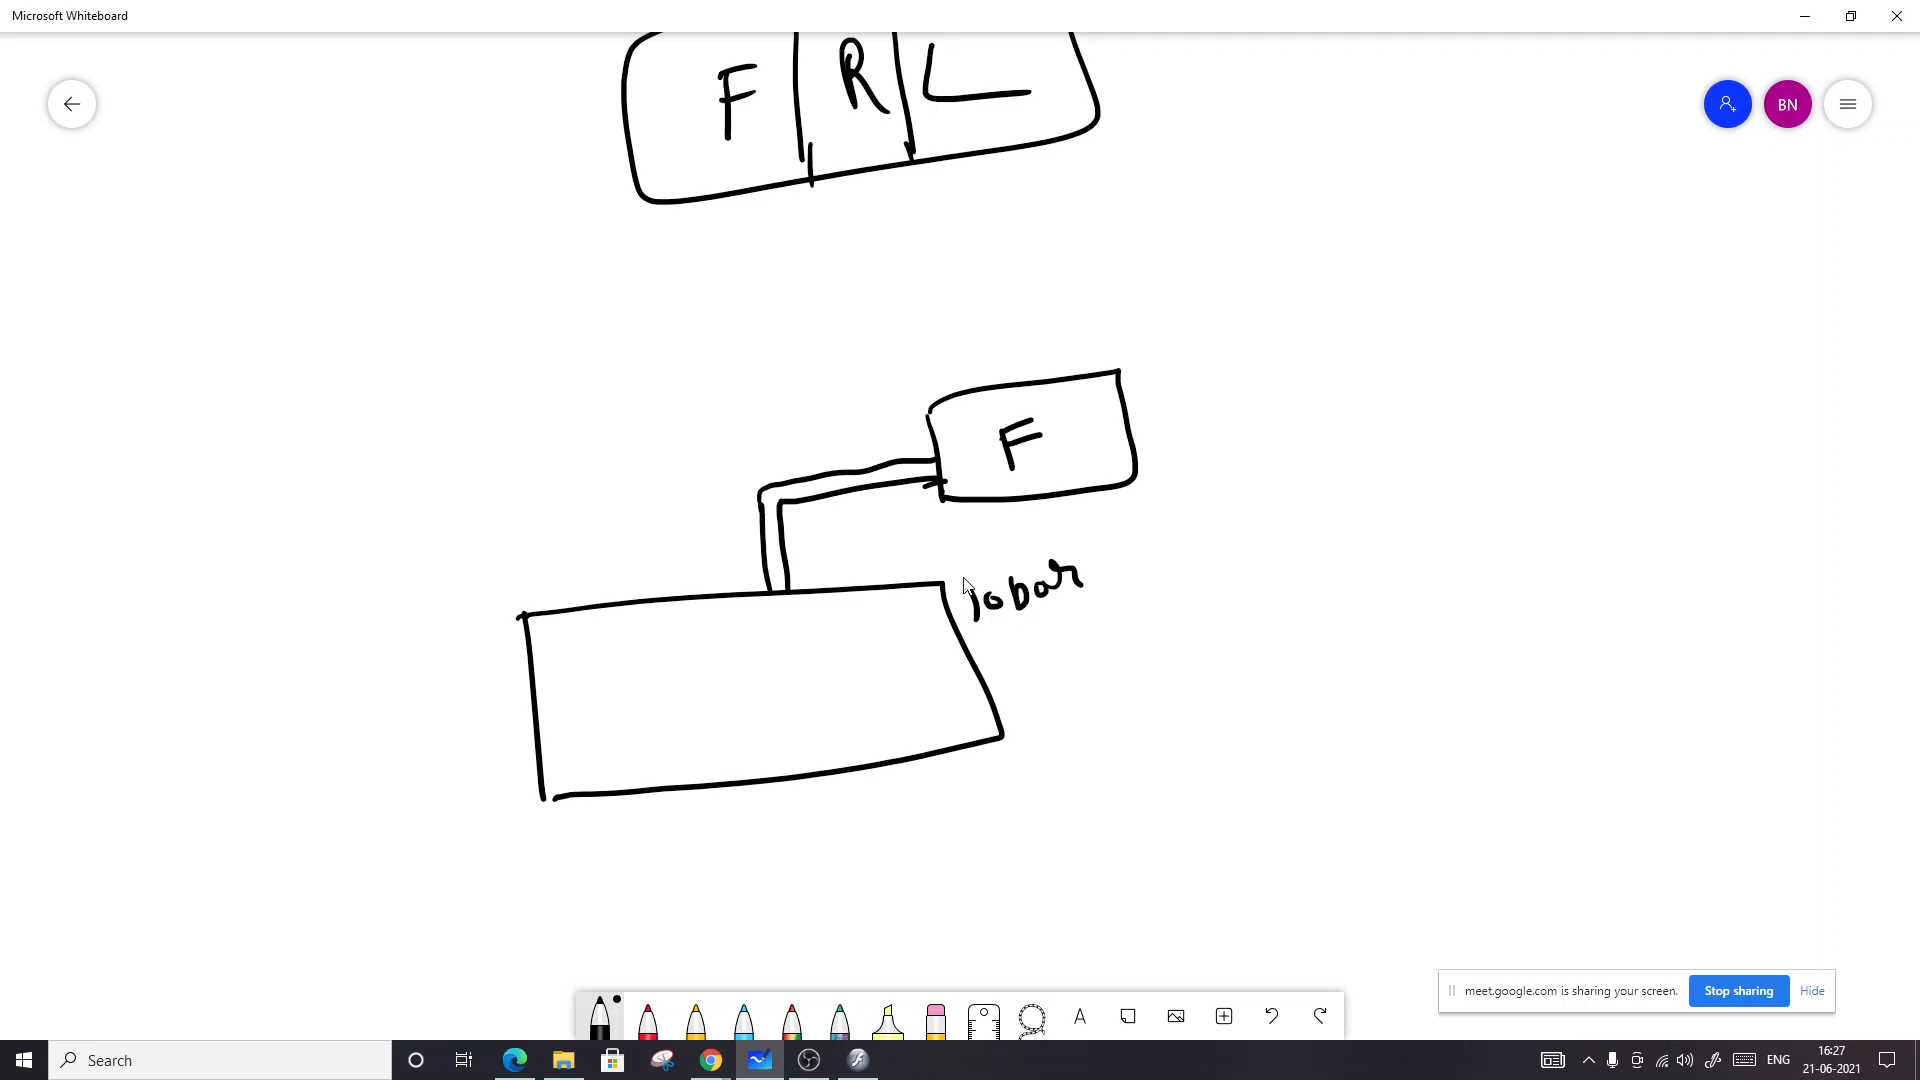 Microsoft Whiteboard
F R L
BN
F
10bar
meet.google.com is sharing your screen.
Stop sharing
Hide
A
Search
ENG
16:27
21-06-2021